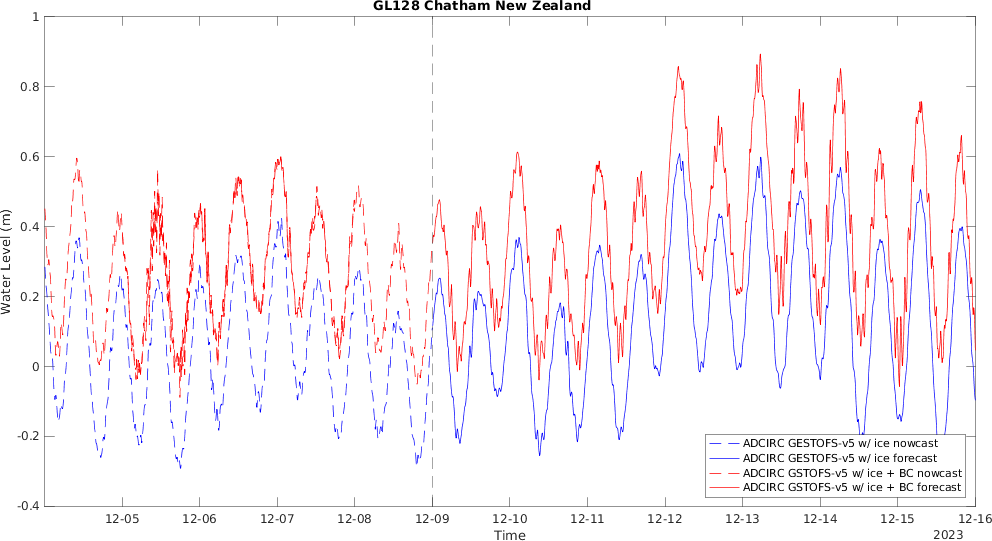 GL128 Chatham New Zealand
1
0.8
0.6
0.4
0.2
0
-0.2
-0.4
Water Level (m)
ADCIRC GESTOFS-v5 w/ ice nowcast
ADCIRC GESTOFS-v5 w/ ice forecast
ADCIRC GSTOFS-v5 w/ ice + BC nowcast
ADCIRC GSTOFS-v5 w/ ice + BC forecast
12-05 12-06 12-07 12-08 12-09 12-10 12-11 12-12 12-13 12-14 12-15 12-16
Time
2023